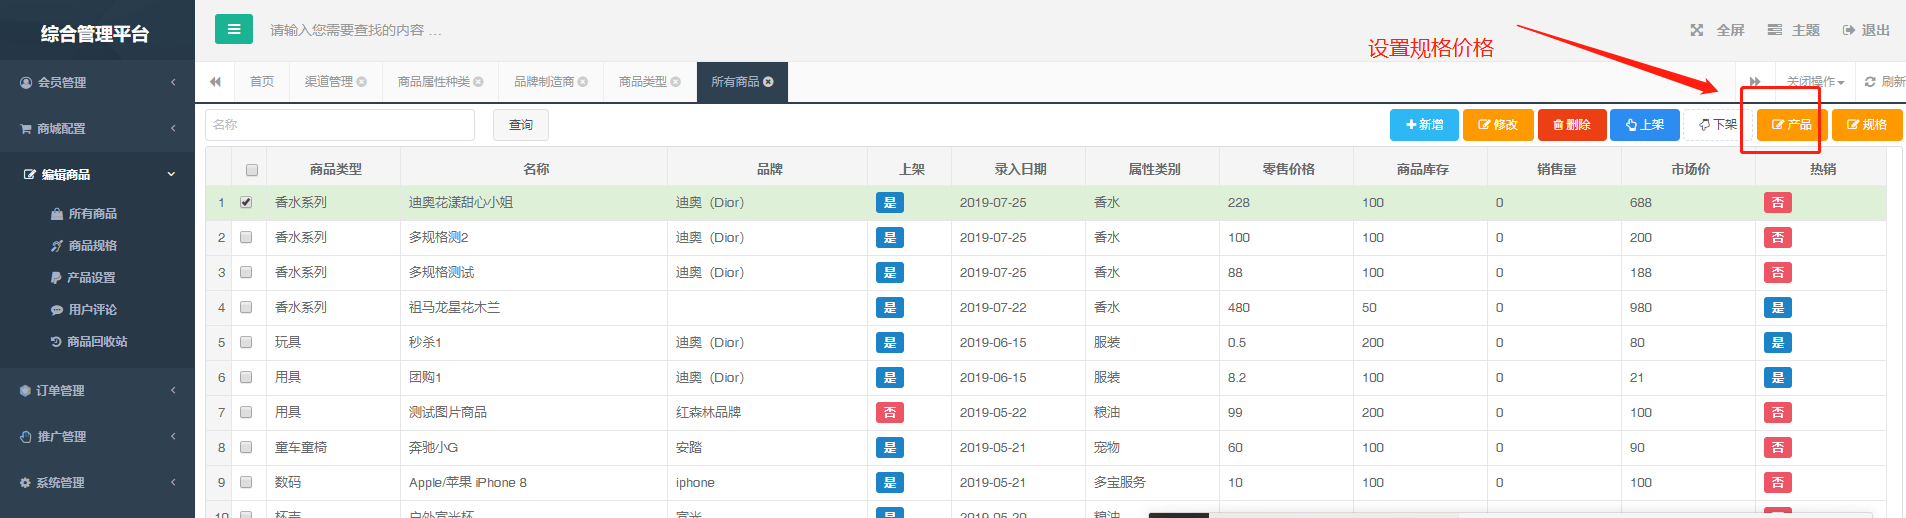 综合管理平台
请输入您需要查找的内容 …
全屏 主题 退出
设置规格价格
首页 渠道管理 商品属性种类 品牌制造商 商品类型 所有商品 关闭操作 刷新
名称 查询 新增 修改 删除 上架 下架 产品 规格
会员管理
商城配置
编辑商品
所有商品
商品规格
产品设置
用户评论
商品回收站
订单管理
推广管理
系统管理
商品类型 名称 品牌 上架 录入日期 属性类别 零售价格 商品库存 销售量 市场价 热销
1 香水系列 迪奥花漾甜心小姐 迪奥（Dior） 是 2019-07-25 香水 228 100 0 688 否
2 香水系列 多规格测2 迪奥（Dior） 是 2019-07-25 香水 100 100 0 200 否
3 香水系列 多规格测试 迪奥（Dior） 是 2019-07-25 香水 88 100 0 188 否
4 香水系列 祖马龙星花木兰 是 2019-07-22 香水 480 50 0 980 是
5 玩具 秒杀1 迪奥（Dior） 是 2019-06-15 服装 0.5 200 0 80 是
6 用具 团购1 迪奥（Dior） 是 2019-06-15 服装 8.2 100 0 21 是
7 用具 测试图片商品 红森林品牌 否 2019-05-22 粮油 99 200 0 100 否
8 童车童椅 奔驰小G 安踏 是 2019-05-21 宠物 60 100 0 90 否
9 数码 Apple/苹果 iPhone 8 iphone 是 2019-05-21 多宝服务 10 100 0 100 否
10 2019-05-20 粮油